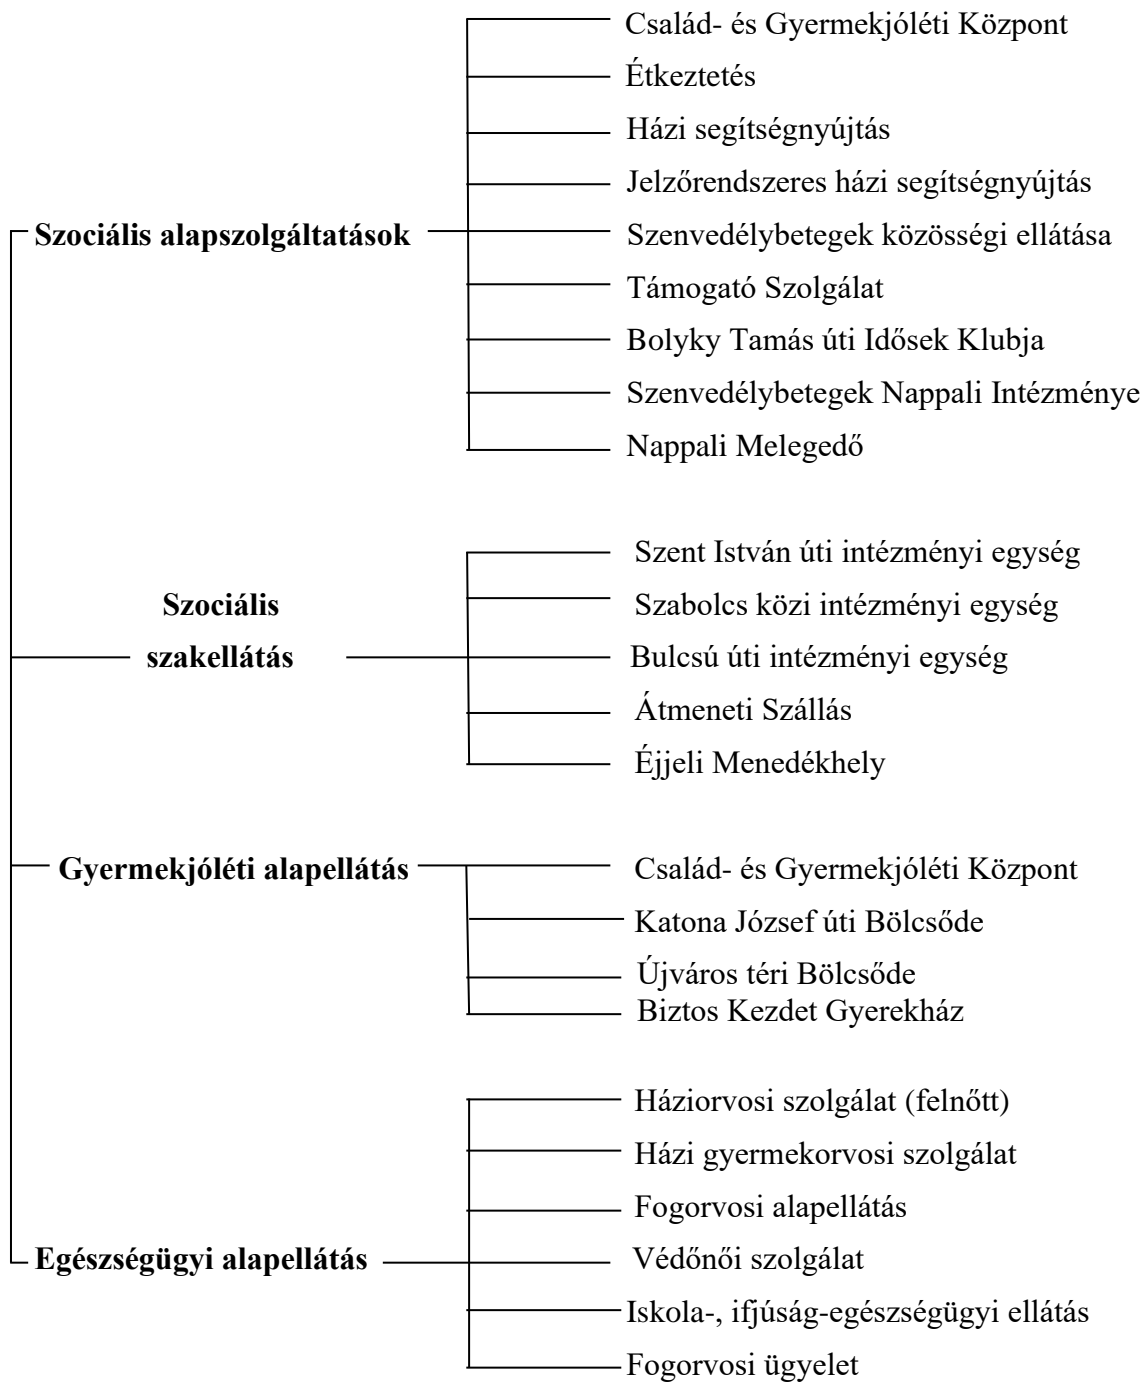 Család- és Gyermekjóléti Központ
Étkeztetés
Házi segítségnyújtás
Jelzőrendszeres házi segítségnyújtás
Szociális alapszolgáltatások
Szenvedélybetegek közösségi ellátása
Támogató Szolgálat
Bolyky Tamás úti Idősek Klubja
Szenvedélybetegek Nappali Intézménye
Nappali Melegedő
Szociális
szakellátás
Szent István úti intézményi egység
Szabolcs közi intézményi egység
Bulcsú úti intézményi egység
Átmeneti Szállás
Éjjeli Menedékhely
Gyermekjóléti alapellátás
Család- és Gyermekjóléti Központ
Katona József úti Bölcsőde
Újváros téri Bölcsőde
Biztos Kezdet Gyerekház
Háziorvosi szolgálat (felnőtt)
Házi gyermekorvosi szolgálat
Fogorvosi alapellátás
Egészségügyi alapellátás
Védőnői szolgálat
Iskola-, ifjúság-egészségügyi ellátás
Fogorvosi ügyelet